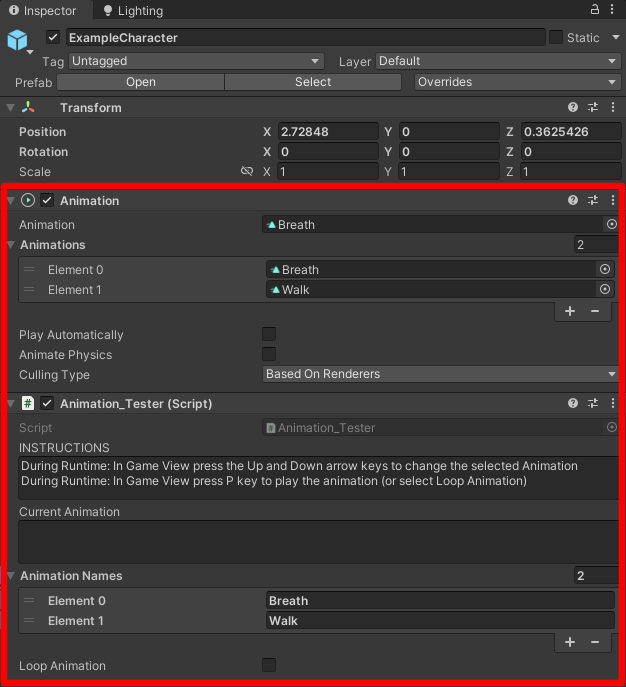 Inspector Lighting
ExampleCharacter Static
Tag Untagged Layer Default
Prefab Open Select Overrides
Transform
Position X 2.72848 Y 0 Z 0.3625426
Rotation X 0 Y 0 Z 0
Scale X 1 Y 1 Z 1
Animation
Animation Breath
Animations 2
Element 0 Breath
Element 1 Walk
+ −
Play Automatically
Animate Physics
Culling Type Based On Renderers
# Animation_Tester (Script)
Script # Animation_Tester
INSTRUCTIONS
During Runtime: In Game View press the Up and Down arrow keys to change the selected Animation
During Runtime: In Game View press P key to play the animation (or select Loop Animation)
Current Animation
Animation Names 2
Element 0 Breath
Element 1 Walk
+ −
Loop Animation